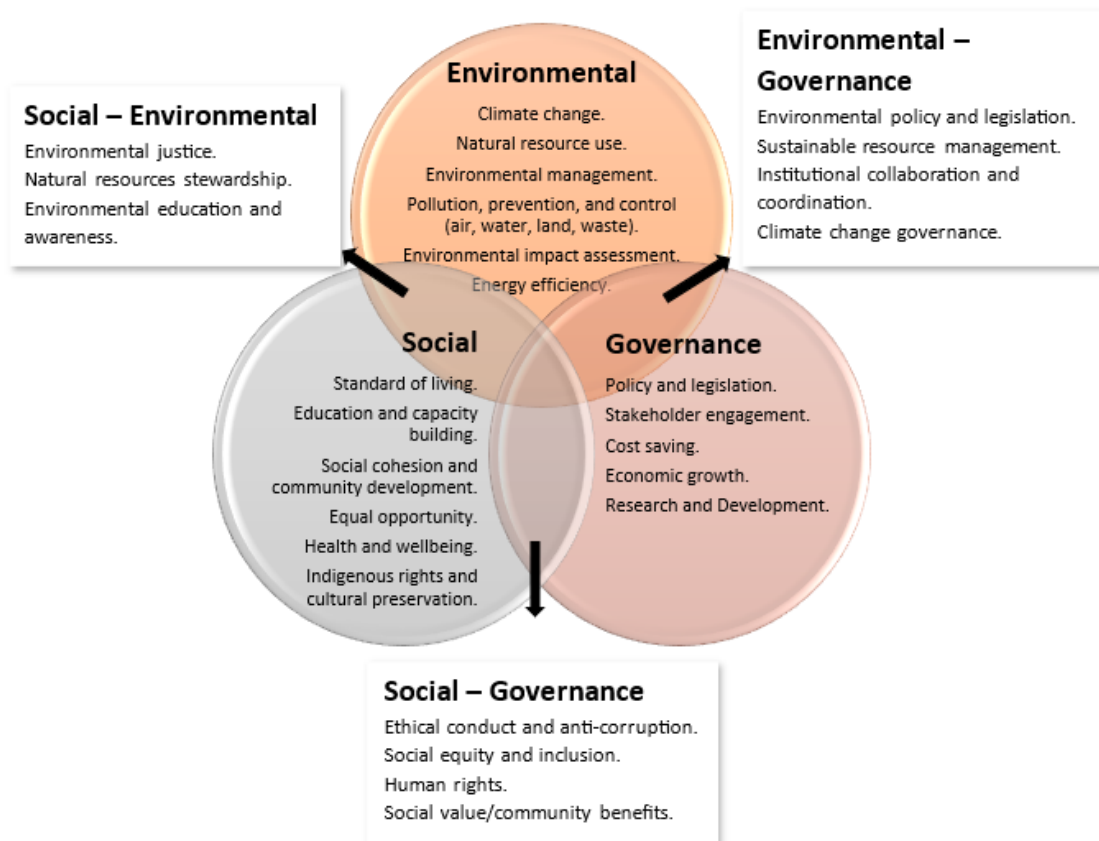 Environmental
Climate change.
Natural resource use.
Environmental management.
Pollution, prevention, and control
(air, water, land, waste).
Environmental impact assessment.
Energy efficiency.
Environmental –
Governance
Environmental policy and legislation.
Sustainable resource management.
Institutional collaboration and
coordination.
Climate change governance.
Social – Environmental
Environmental justice.
Natural resources stewardship.
Environmental education and
awareness.
Social
Standard of living.
Education and capacity
building.
Social cohesion and
community development.
Equal opportunity.
Health and wellbeing.
Indigenous rights and
cultural preservation.
Governance
Policy and legislation.
Stakeholder engagement.
Cost saving.
Economic growth.
Research and Development.
Social – Governance
Ethical conduct and anti-corruption.
Social equity and inclusion.
Human rights.
Social value/community benefits.